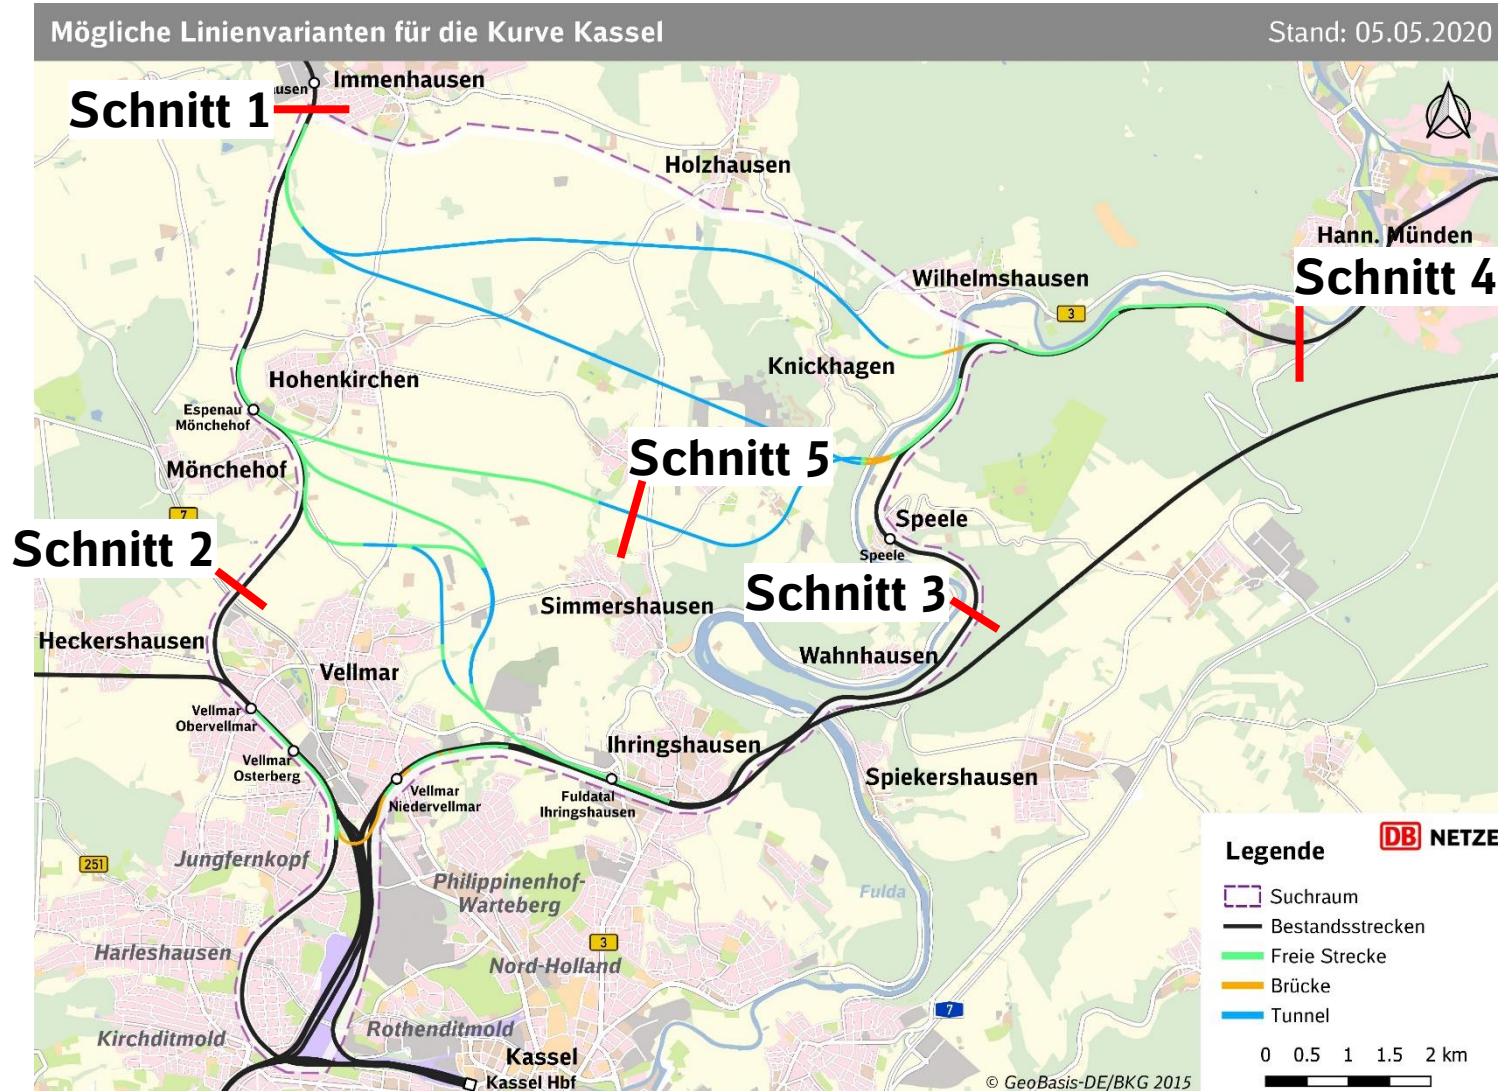 Mögliche Linienvarianten für die Kurve Kassel
Stand: 05.05.2020
Immenhausen
ausen
Schnitt 1
N
Holzhausen
Hann. Münden
Wilhelmshausen
Schnitt 4
3
Knickhagen
Hohenkirchen
Espenau
Mönchehof
Mönchehof
Schnitt 5
7
Speele
Speele
Schnitt 2
Schnitt 3
Simmershausen
Heckershausen
Wahnhausen
Vellmar
Vellmar
Obervellmar
Vellmar
Osterberg
Ihringshausen
Vellmar
Niedervellmar
Fuldatal
Ihringshausen
Spiekershausen
251
Jungfernkopf
Philippinenhof-
Warteberg
Fulda
Harleshausen
3
Nord-Holland
Kirchditmold
Rothenditmold
7
Kassel
Kassel Hbf
Legende
DB NETZE
Suchraum
Bestandsstrecken
Freie Strecke
Brücke
Tunnel
0 0.5 1 1.5 2 km
© GeoBasis-DE/BKG 2015